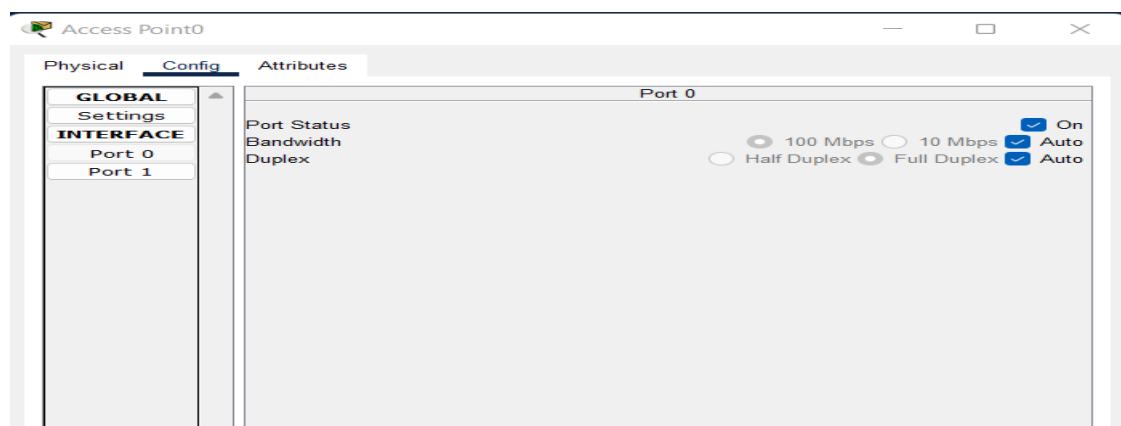 Access Point0
Physical Config Attributes
GLOBAL
Settings
INTERFACE
Port 0
Port 1
Port 0
Port Status On
Bandwidth 100 Mbps 10 Mbps Auto
Duplex Half Duplex Full Duplex Auto